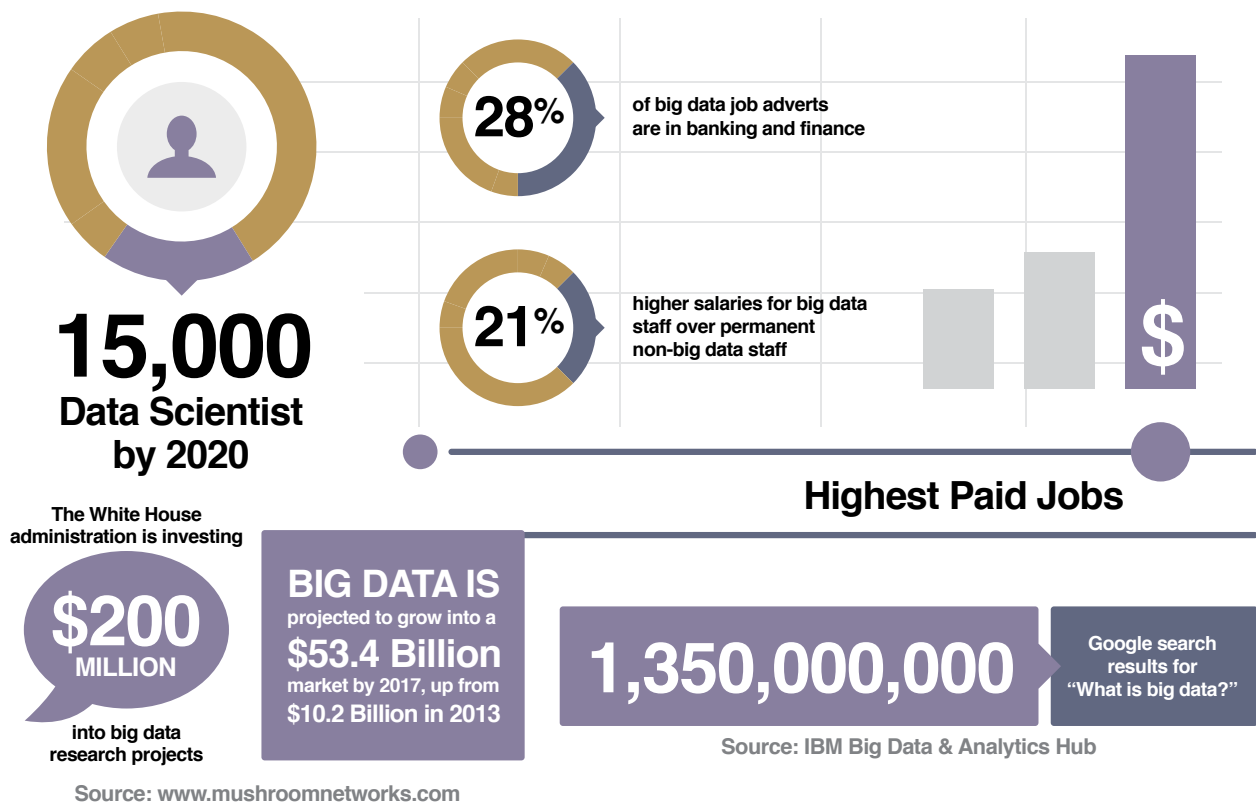 15,000
Data Scientist
by 2020
28%
of big data job adverts
are in banking and finance
21%
higher salaries for big data
staff over permanent
non-big data staff
$
Highest Paid Jobs
The White House
administration is investing
$200
MILLION
into big data
research projects
Source: www.mushroomnetworks.com
BIG DATA IS
projected to grow into a
$53.4 Billion
market by 2017, up from
$10.2 Billion in 2013
1,350,000,000
Google search
results for
“What is big data?”
Source: IBM Big Data & Analytics Hub